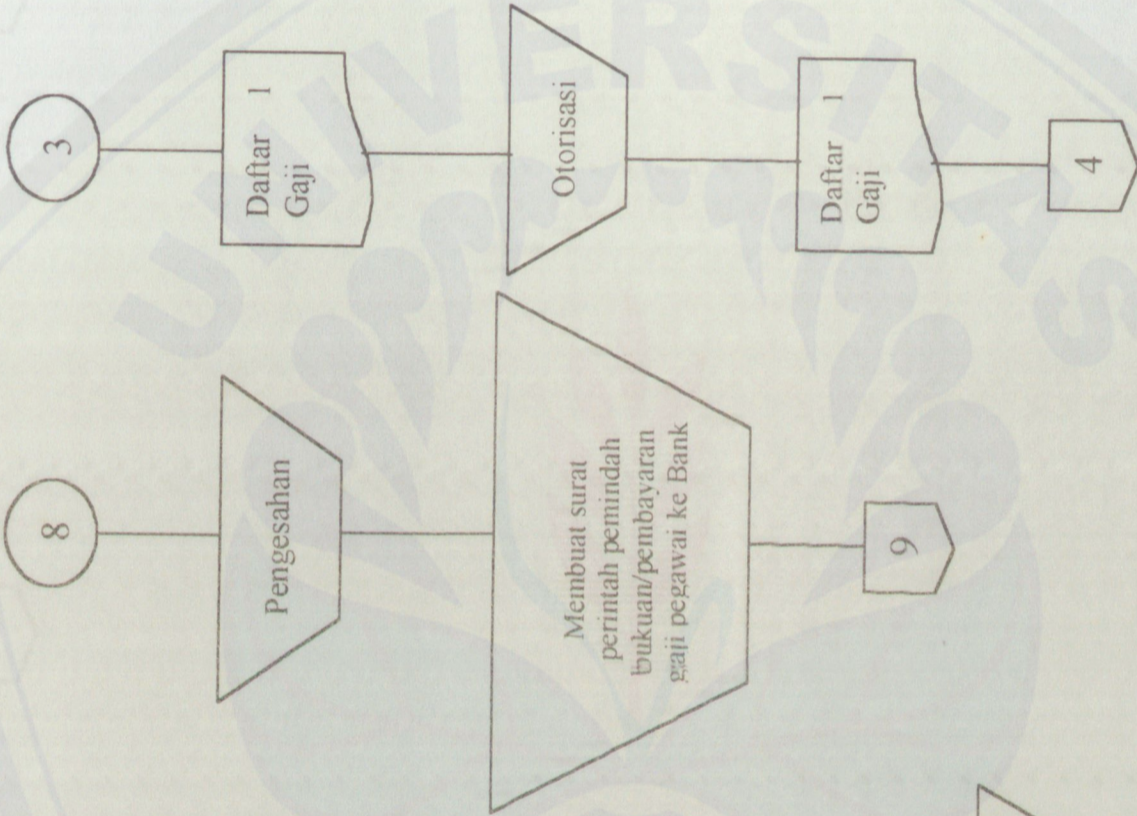 3
Daftar 1
Gaji
Otorisasi
Daftar 1
Gaji
4
8
Pengesahan
Membuat surat
perintah pemindah
bukuan/pembayaran
gaji pegawai ke Bank
9
UNIVERSITAS